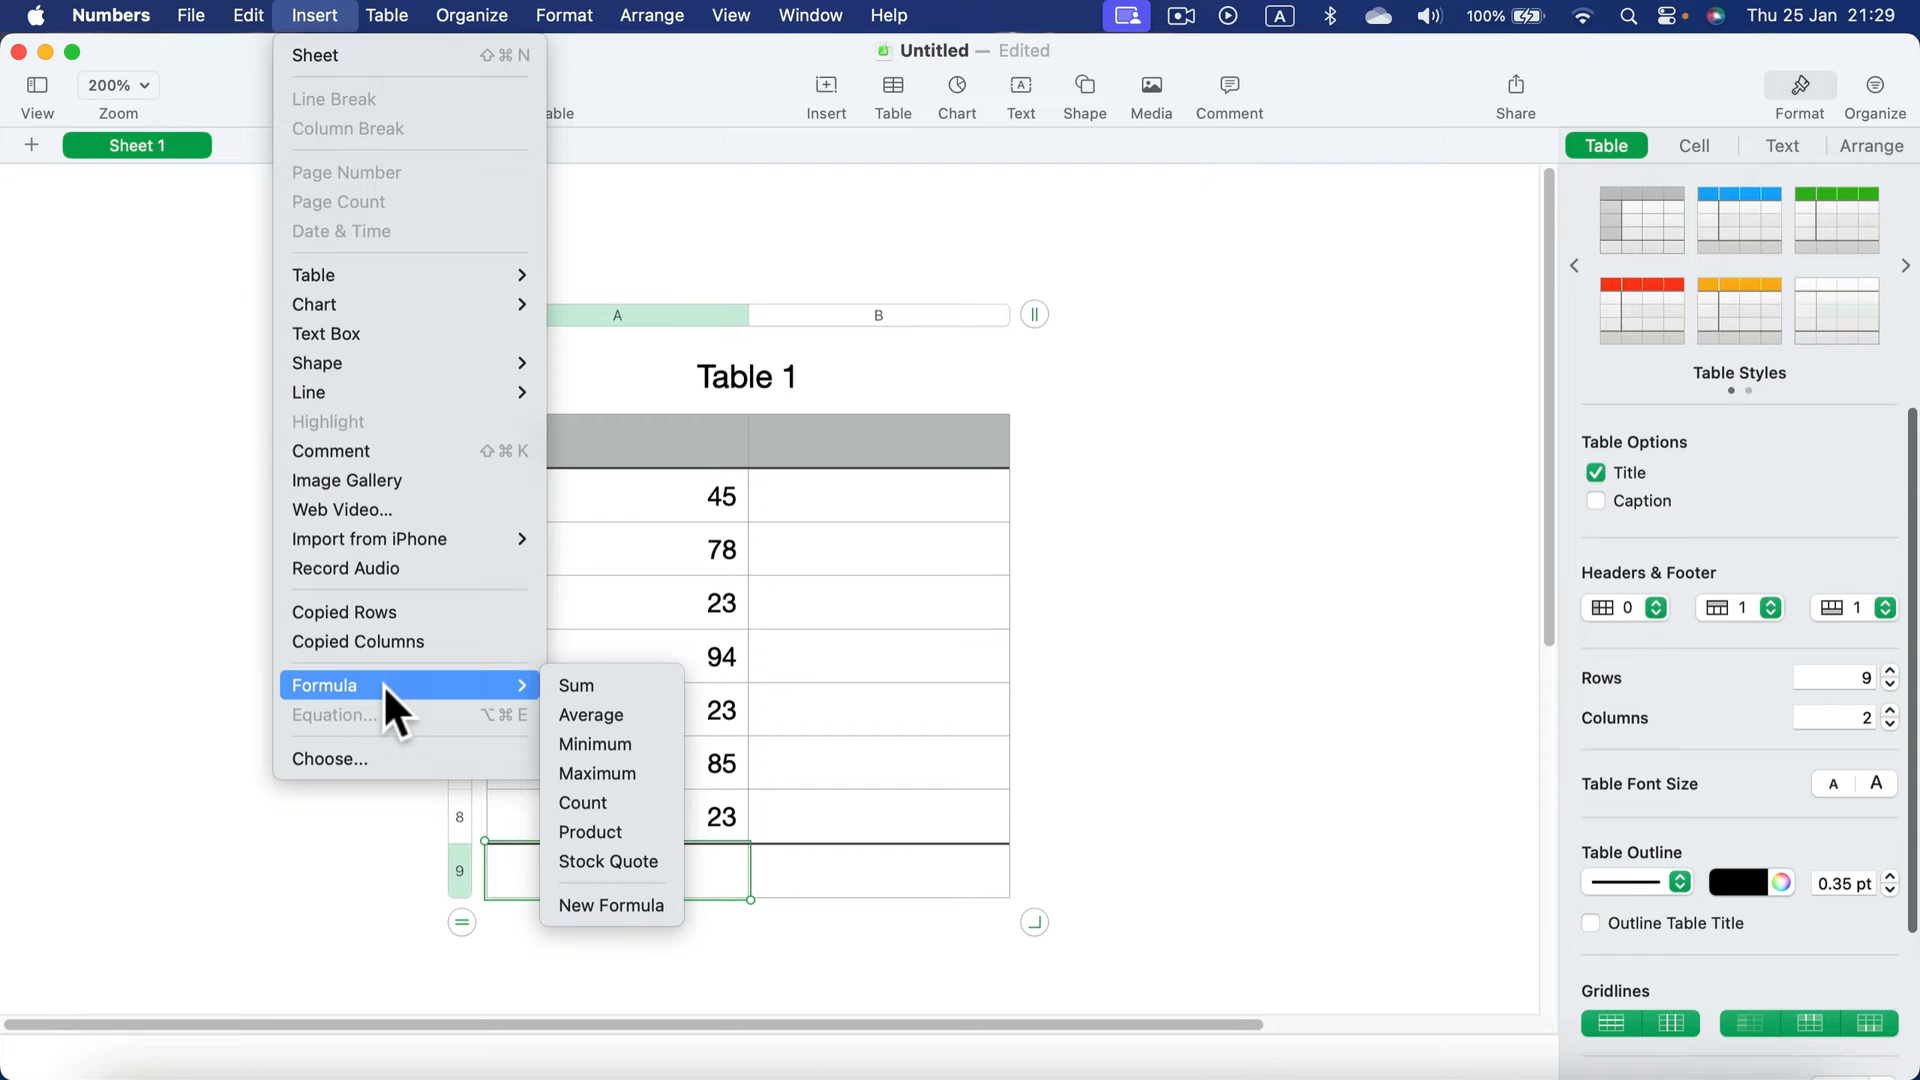 Numbers File Edit Insert Table Organize Format Arrange View Window Help A 100% Thu 25 Jan 21:29
Untitled — Edited
200%
View Zoom able Insert Table Chart Text Shape Media Comment Share Format Organize
+ Sheet 1
Sheet ⇧⌘N
Line Break
Column Break
Page Number
Page Count
Date & Time
Table
Chart
Text Box
Shape
Line
Highlight
Comment ⇧⌘K
Image Gallery
Web Video...
Import from iPhone
Record Audio
Copied Rows
Copied Columns
Formula
Equation... ⌥⌘E
Choose...
Sum
Average
Minimum
Maximum
Count
Product
Stock Quote
New Formula
A B
Table 1
45
78
23
94
23
85
8 23
9
Table Cell Text Arrange
Table Styles
Table Options
Title
Caption
Headers & Footer
0 1 1
Rows 9
Columns 2
Table Font Size A A
Table Outline
0.35 pt
Outline Table Title
Gridlines